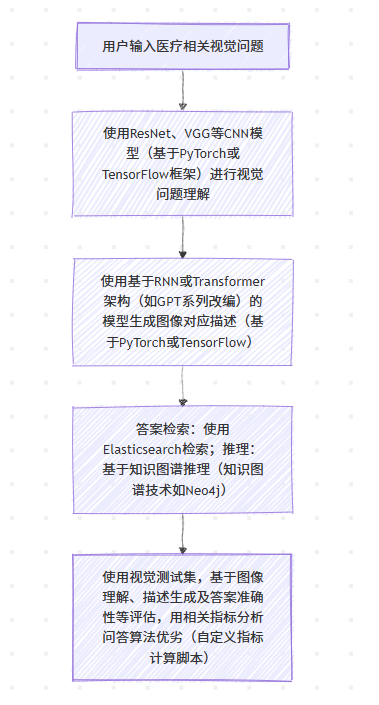 用户输入医疗相关视觉问题
使用ResNet、VGG等CNN模
型（基于PyTorch或
TensorFlow框架）进行视觉
问题理解
使用基于RNN或Transformer
架构（如GPT系列改编）的
模型生成图像对应描述（基
于PyTorch或TensorFlow）
答案检索：使用
Elasticsearch检索；推理：
基于知识图谱推理（知识图
谱技术如Neo4j）
使用视觉测试集，基于图像
理解、描述生成及答案准确
性等评估，用相关指标分析
问答算法优劣（自定义指标
计算脚本）